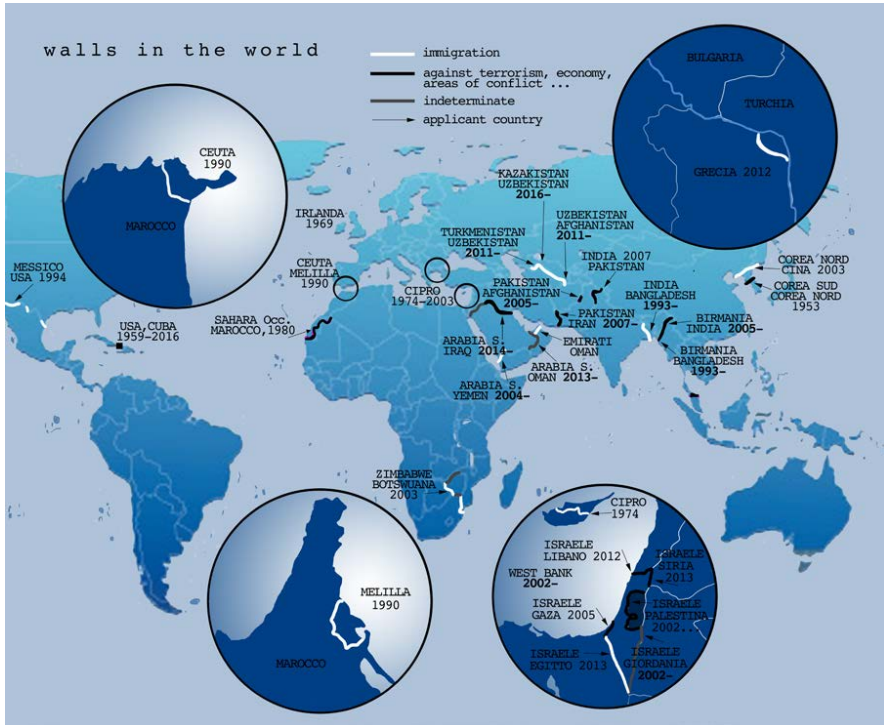 walls in the world
immigration
against terrorism, economy,
areas of conflict ...
indeterminate
applicant country
BULGARIA
TURCHIA
GRECIA 2012
CEUTA
1990
MAROCCO
KAZAKISTAN
UZBEKISTAN
2016-
IRLANDA
1969
UZBEKISTAN
AFGHANISTAN
2011-
TURKMENISTAN
UZBEKISTAN
2011-
INDIA 2007
PAKISTAN
CEUTA
MELILLA
1990
CIPRO
1974-2003
PAKISTAN
AFGHANISTAN
2005-
INDIA
BANGLADESH
1993-
COREA NORD
CINA 2003
COREA SUD
COREA NORD
1953
MESSICO
USA 1994
USA,CUBA
1959-2016
SAHARA Occ.
MAROCCO,1980
PAKISTAN
IRAN 2007-
BIRMANIA
INDIA 2005-
ARABIA S.
IRAQ 2014-
EMIRATI
OMAN
BIRMANIA
BANGLADESH
1993-
ARABIA S.
OMAN 2013-
ARABIA S.
YEMEN 2004-
ZIMBABWE
BOTSWUANA
2003
MELILLA
1990
MAROCCO
CIPRO
1974
ISRAELE
LIBANO 2012
ISRAELE
SIRIA
2013
WEST BANK
2002-
ISRAELE
GAZA 2005
ISRAELE
PALESTINA
2002...
ISRAELE
EGITTO 2013
ISRAELE
GIORDANIA
2002-